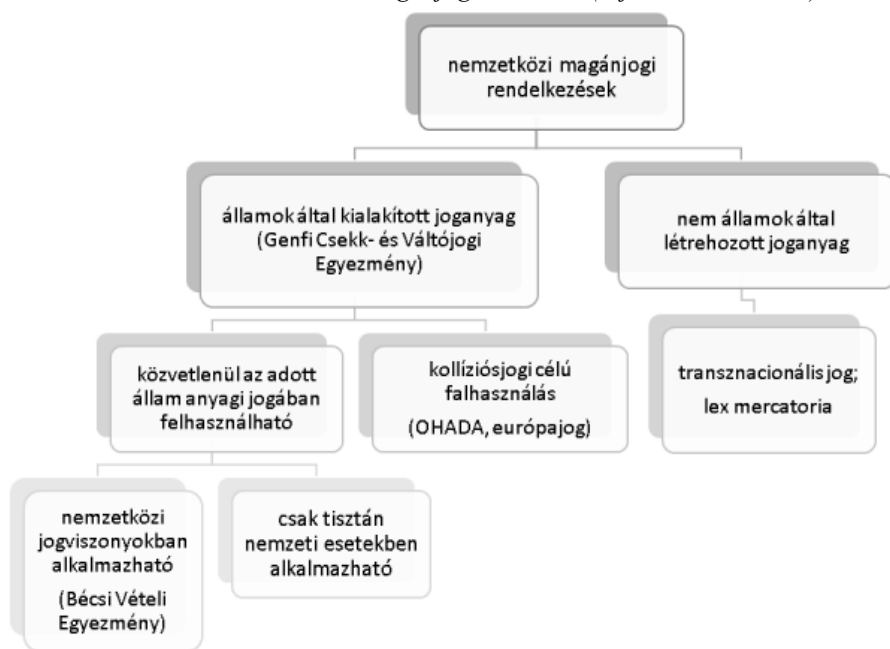 nemzetközi magánjogi
rendelkezések
államok által kialakított joganyag
(Genfi Csekk- és Váltójogi
Egyezmény)
nem államok által
létrehozott joganyag
közvetlenül az adott
állam anyagi jogában
felhasználható
kollíziósjogi célú
falhasználás
(OHADA, európajog)
transznacionális jog;
lex mercatoria
nemzetközi
jogviszonyokban
alkalmazható
(Bécsi Vételi
Egyezmény)
csak tisztán
nemzeti esetekben
alkalmazható